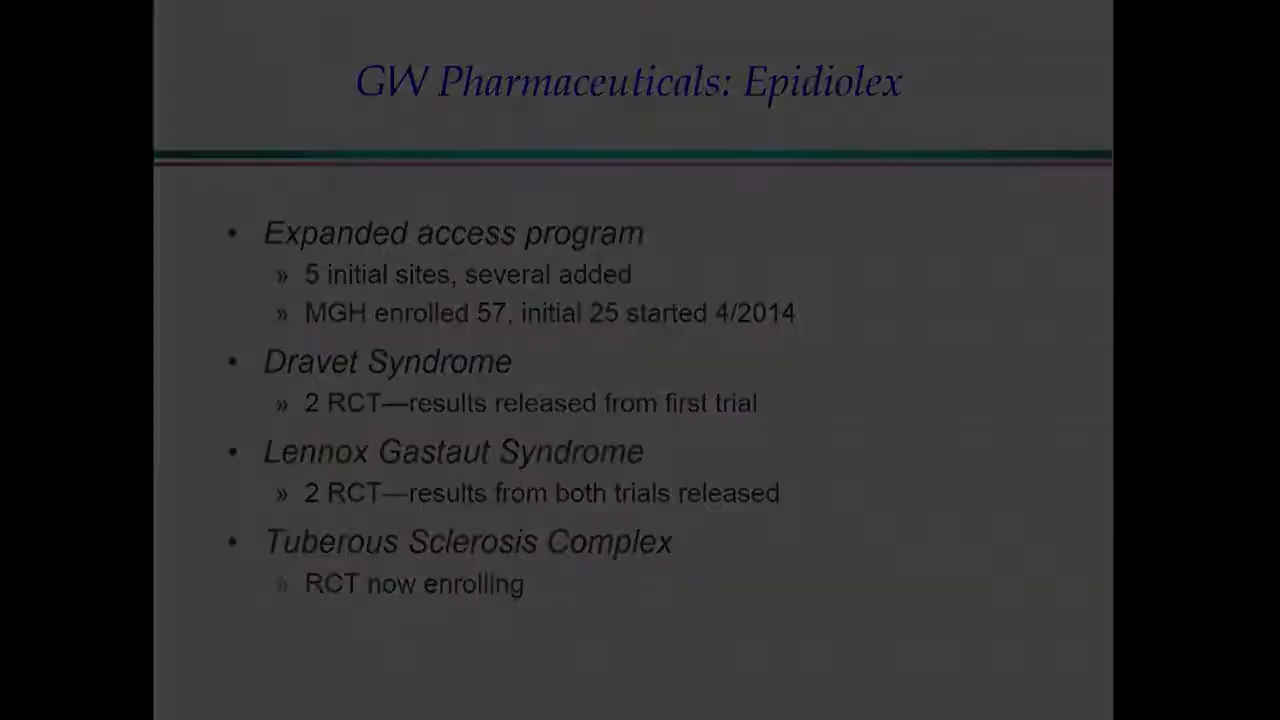 GW Pharmaceuticals: Epidiolex
• Expanded access program
» 5 initial sites, several added
» MGH enrolled 57, initial 25 started 4/2014
• Dravet Syndrome
» 2 RCT—results released from first trial
• Lennox Gastaut Syndrome
» 2 RCT—results from both trials released
• Tuberous Sclerosis Complex
» RCT now enrolling